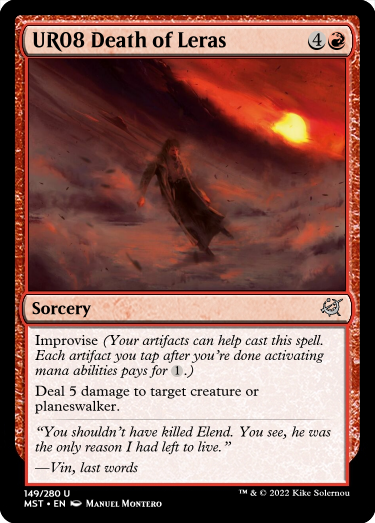 UR08 Death of Leras 4
Sorcery
Improvise (Your artifacts can help cast this spell.
Each artifact you tap after you're done activating
mana abilities pays for 1.)
Deal 5 damage to target creature or
planeswalker.
"You shouldn't have killed Elend. You see, he was
the only reason I had left to live."
—Vin, last words
149/280 U
MST • EN Manuel Montero
™ & © 2022 Kike Solernou